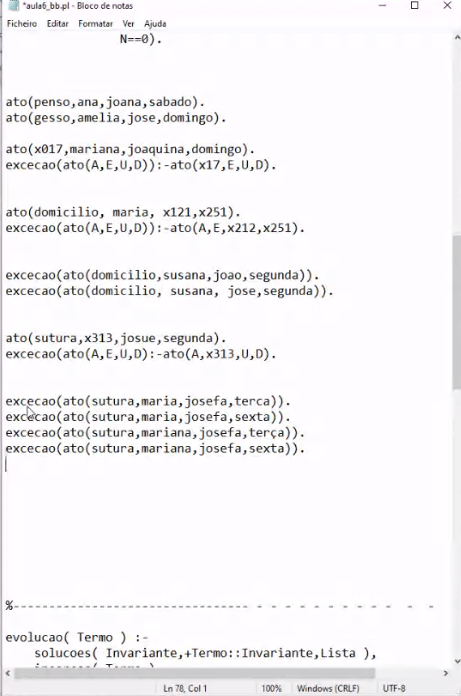 *aula6_bb.pl - Bloco de notas
Ficheiro Editar Formatar Ver Ajuda
N==0).
ato(penso,ana,joana,sabado).
ato(gesso,amelia,jose,domingo).
ato(x017,mariana,joaquina,domingo).
excecao(ato(A,E,U,D)):-ato(x17,E,U,D).
ato(domicilio, maria, x121,x251).
excecao(ato(A,E,U,D)):-ato(A,E,x212,x251).
excecao(ato(domicilio,susana,joao,segunda)).
excecao(ato(domicilio, susana, jose,segunda)).
ato(sutura,x313,josue,segunda).
excecao(ato(A,E,U,D):-ato(A,x313,U,D).
excecao(ato(sutura,maria,josefa,terca)).
excecao(ato(sutura,maria,josefa,sexta)).
excecao(ato(sutura,mariana,josefa,terça)).
excecao(ato(sutura,mariana,josefa,sexta)).
%-------------------------------- - - - - - - - - - -
evolucao( Termo ) :-
solucoes( Invariante,+Termo::Invariante,Lista ),
Ln 78, Col 1 100% Windows (CRLF) UTF-8